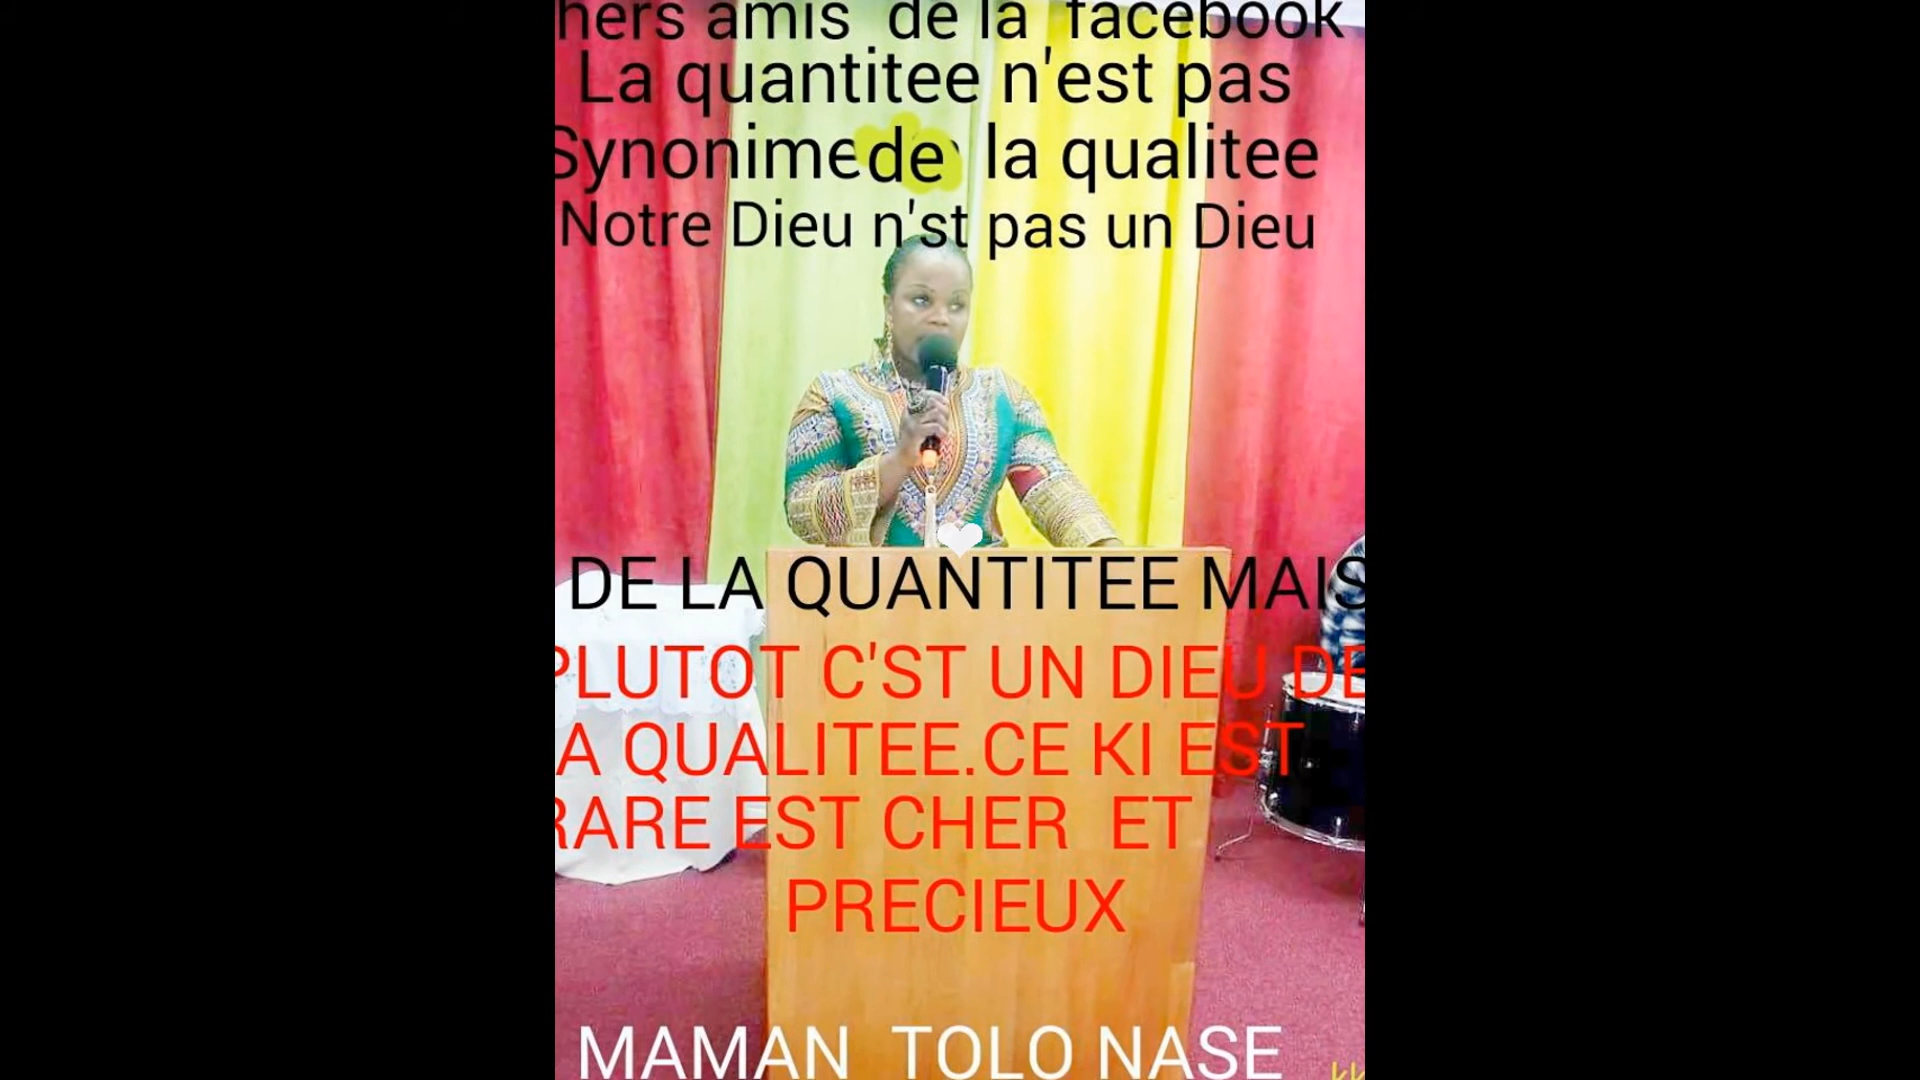 hers amis de la facebook
La quantitee n'est pas
Synonime de la qualitee
Notre Dieu n'st pas un Dieu
DE LA QUANTITEE MAIS
PLUTOT C'ST UN DIEU DE
A QUALITEE.CE KI EST
RARE EST CHER ET
PRECIEUX
MAMAN TOLO NASE
kk